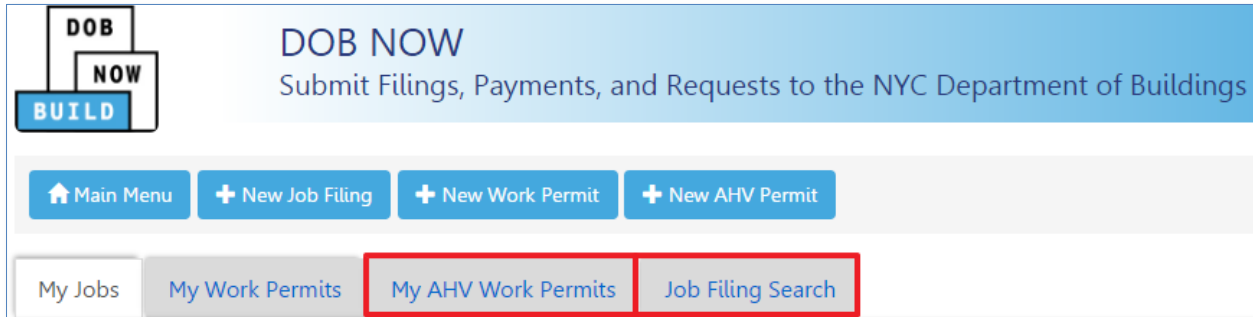 DOB
NOW
BUILD
DOB NOW
Submit Filings, Payments, and Requests to the NYC Department of Buildings
Main Menu
New Job Filing
New Work Permit
New AHV Permit
My Jobs
My Work Permits
My AHV Work Permits
Job Filing Search